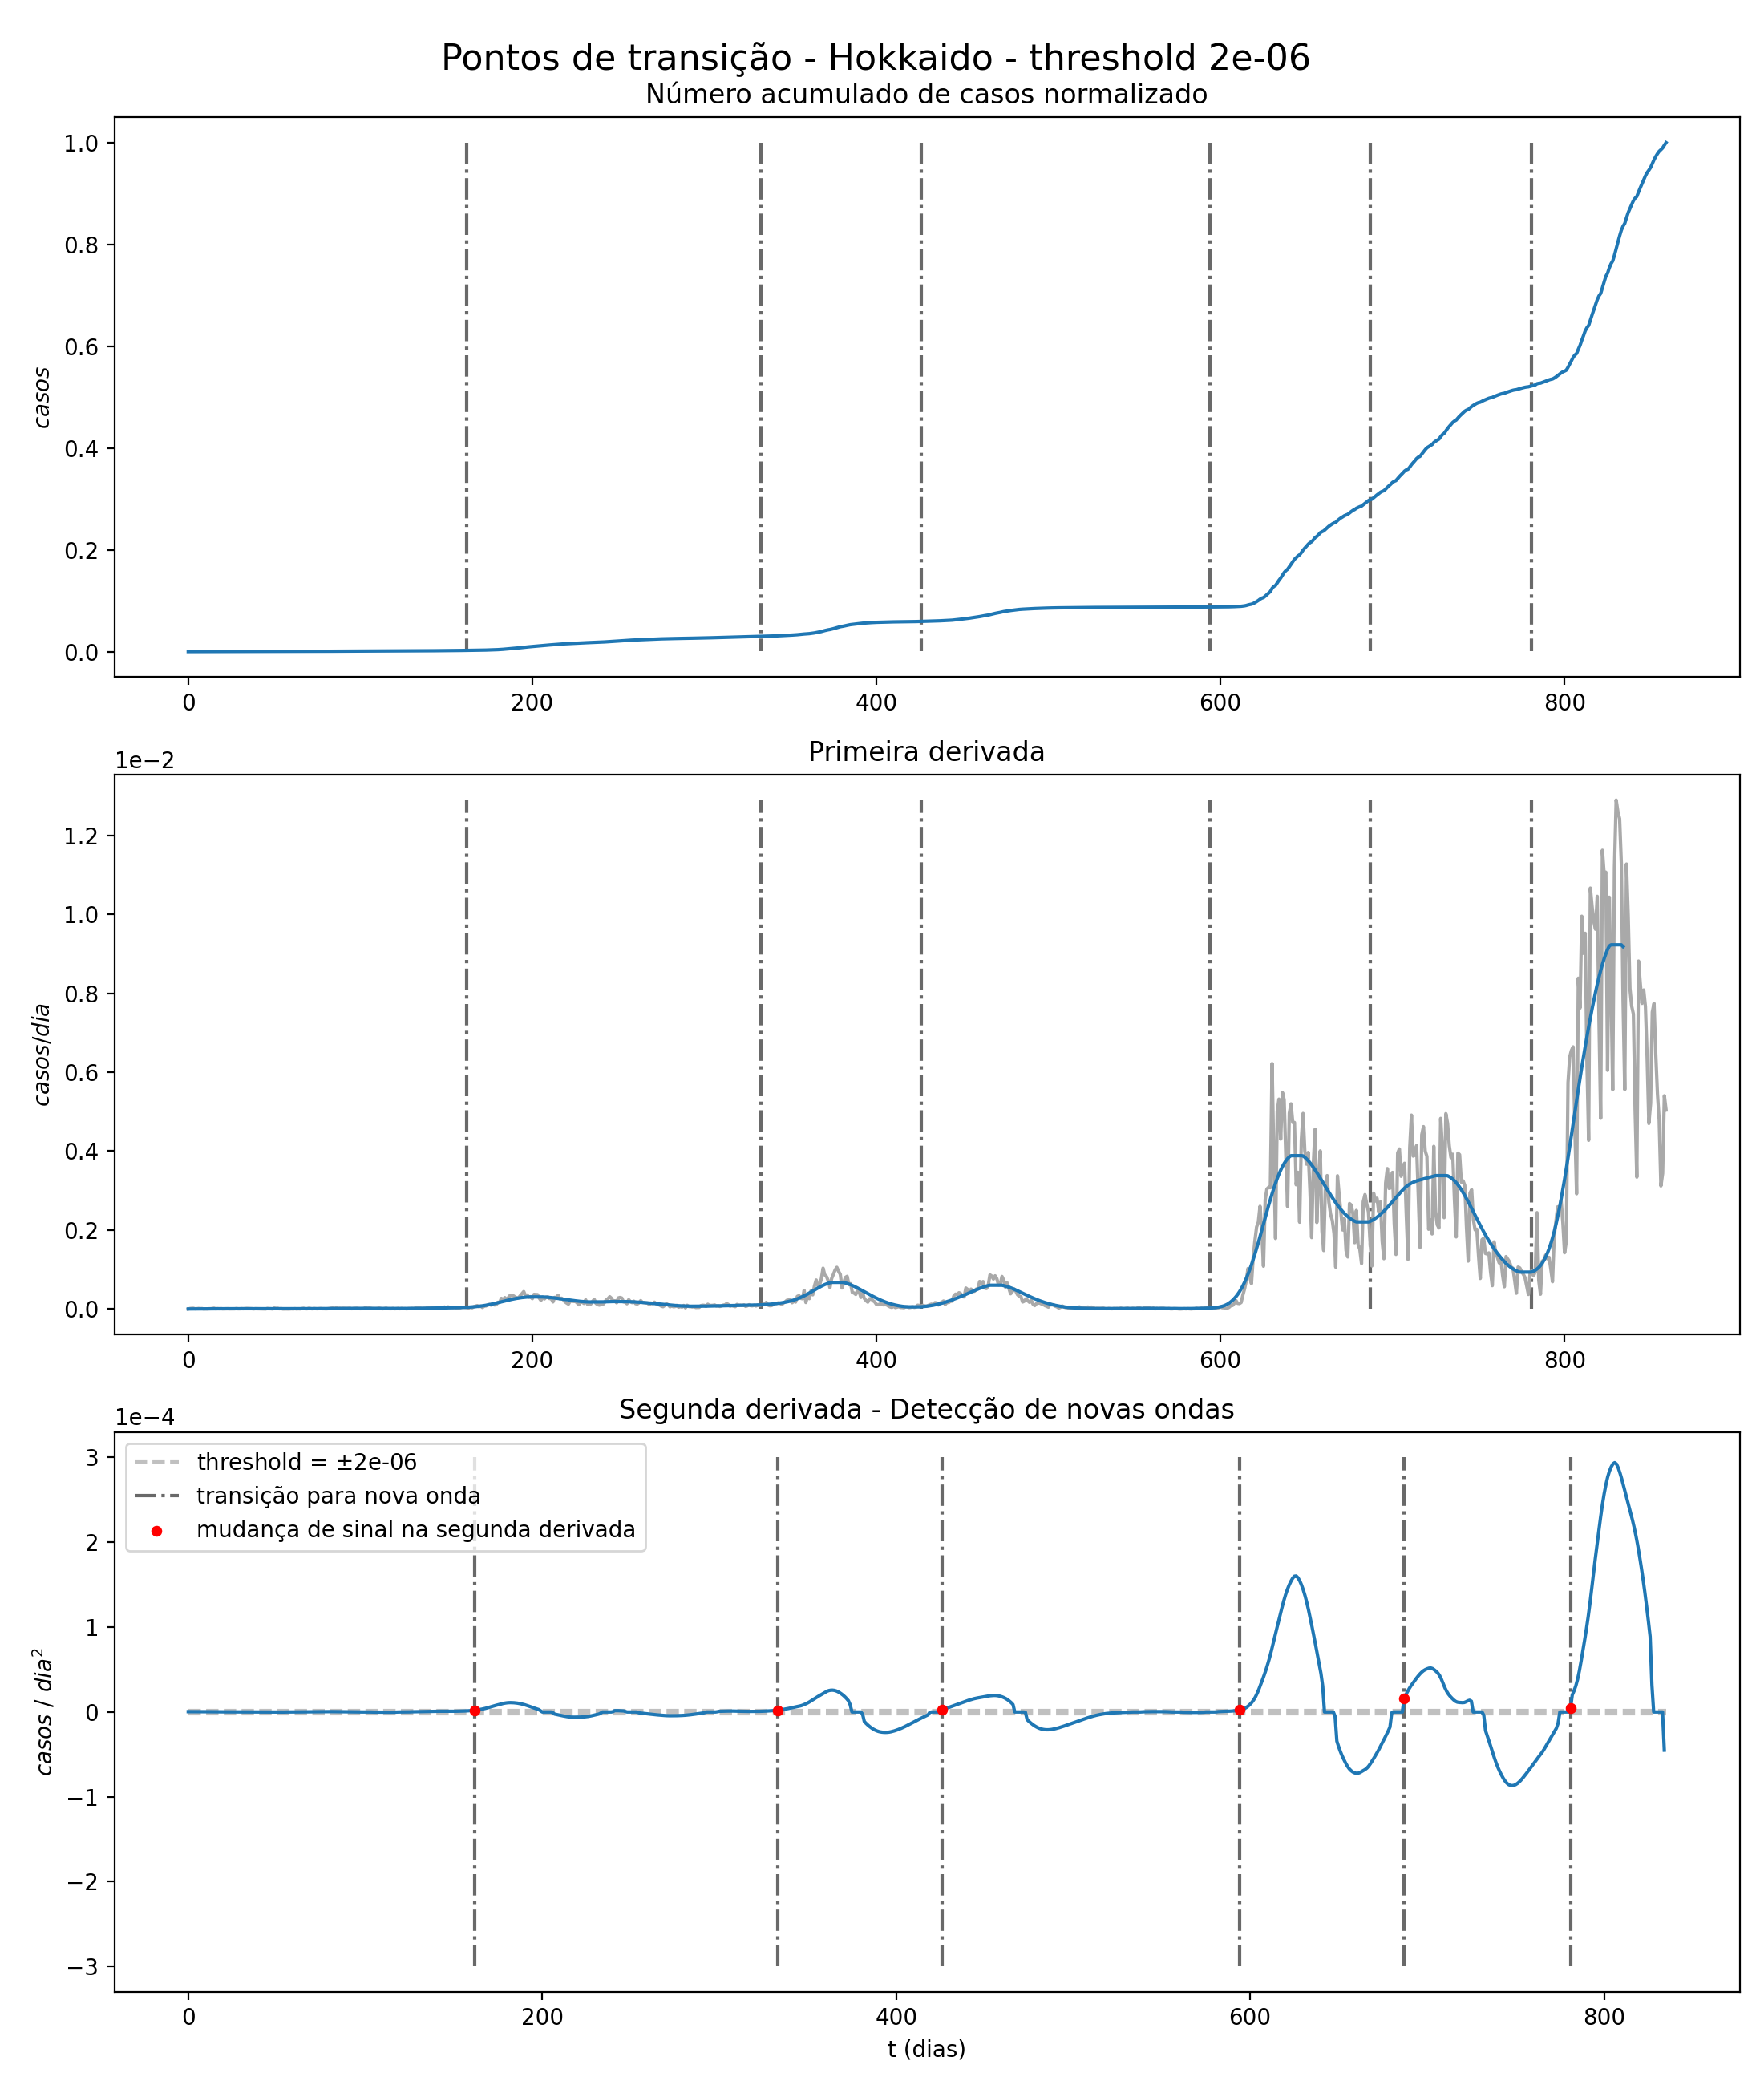 Pontos de transição - Hokkaido - threshold 2e-06
Número acumulado de casos normalizado
1.0
0.8
0.6
0.4
0.2
0.0
casos
0 200 400 600 800
Primeira derivada
1e−2
1.2
1.0
0.8
0.6
0.4
0.2
0.0
casos/dia
0 200 400 600 800
Segunda derivada - Detecção de novas ondas
1e−4
threshold = ±2e-06
transição para nova onda
mudança de sinal na segunda derivada
3
2
1
0
−1
−2
−3
casos / dia²
0 200 400 600 800
t (dias)